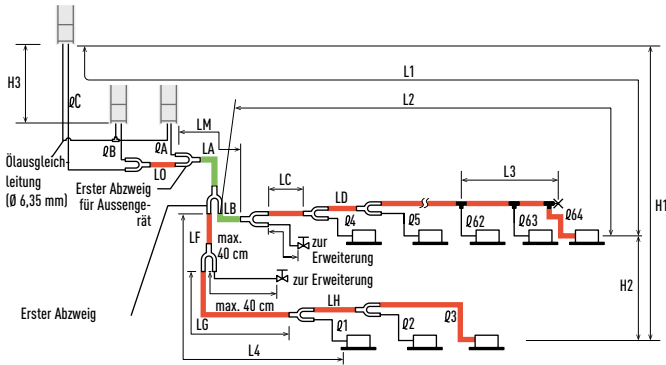 H3
L1
L2
H1
ℓC
LM
ℓB
ℓA
LA
Ölausgleich-
leitung
(Ø 6,35 mm)
LO
Erster Abzweig
für Aussenge-
rät
LB
LC
LD
L3
ℓ4
ℓ5
ℓ62
ℓ63
ℓ64
LF
max.
40 cm
zur
Erweiterung
zur Erweiterung
H2
Erster Abzweig
max. 40 cm
LG
LH
ℓ1
ℓ2
ℓ3
L4